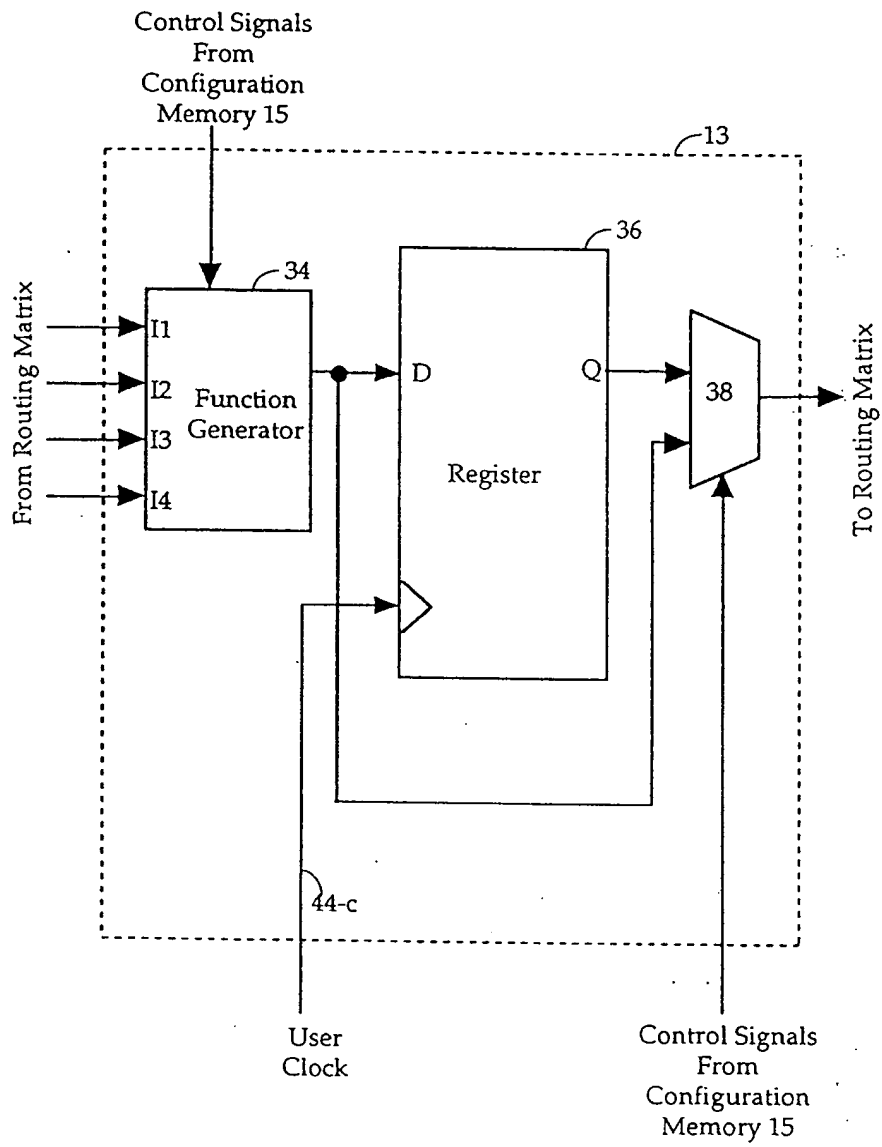 Control Signals
From
Configuration
Memory 15
13
36
34
From Routing Matrix
I1
I2
I3
I4
Function
Generator
D
Q
Register
38
To Routing Matrix
44-c
User
Clock
Control Signals
From
Configuration
Memory 15